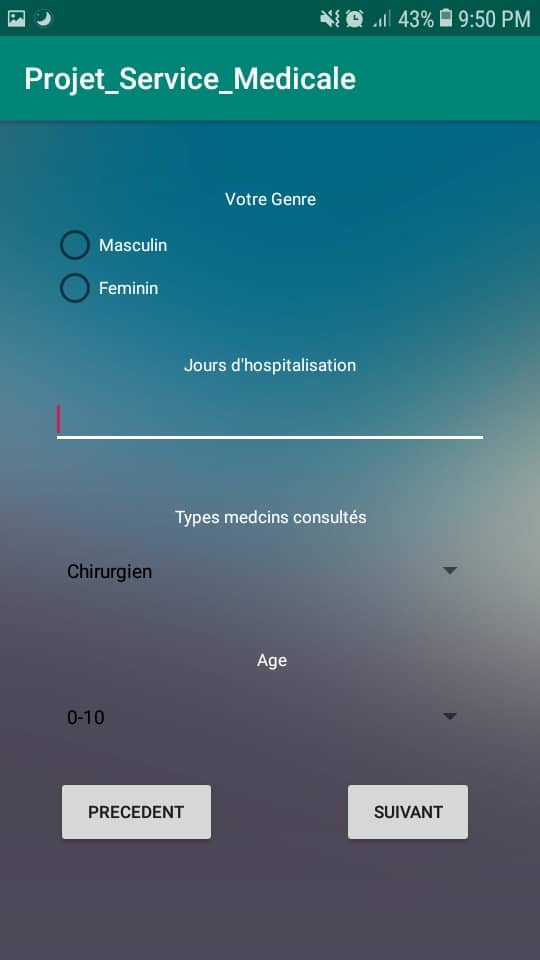 43% 9:50 PM
Projet_Service_Medicale
Votre Genre
Masculin
Feminin
Jours d'hospitalisation
Types medcins consultés
Chirurgien
Age
0-10
PRECEDENT SUIVANT